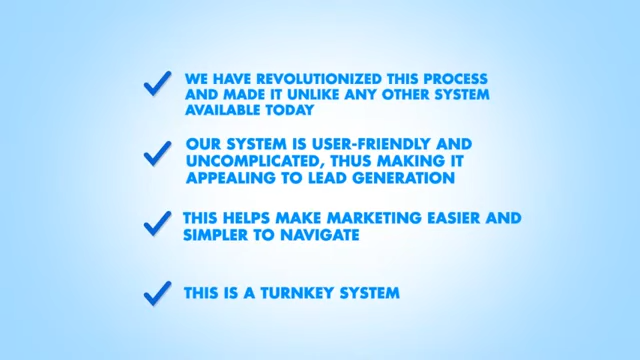 WE HAVE REVOLUTIONIZED THIS PROCESS
AND MADE IT UNLIKE ANY OTHER SYSTEM
AVAILABLE TODAY
OUR SYSTEM IS USER-FRIENDLY AND
UNCOMPLICATED, THUS MAKING IT
APPEALING TO LEAD GENERATION
THIS HELPS MAKE MARKETING EASIER AND
SIMPLER TO NAVIGATE
THIS IS A TURNKEY SYSTEM